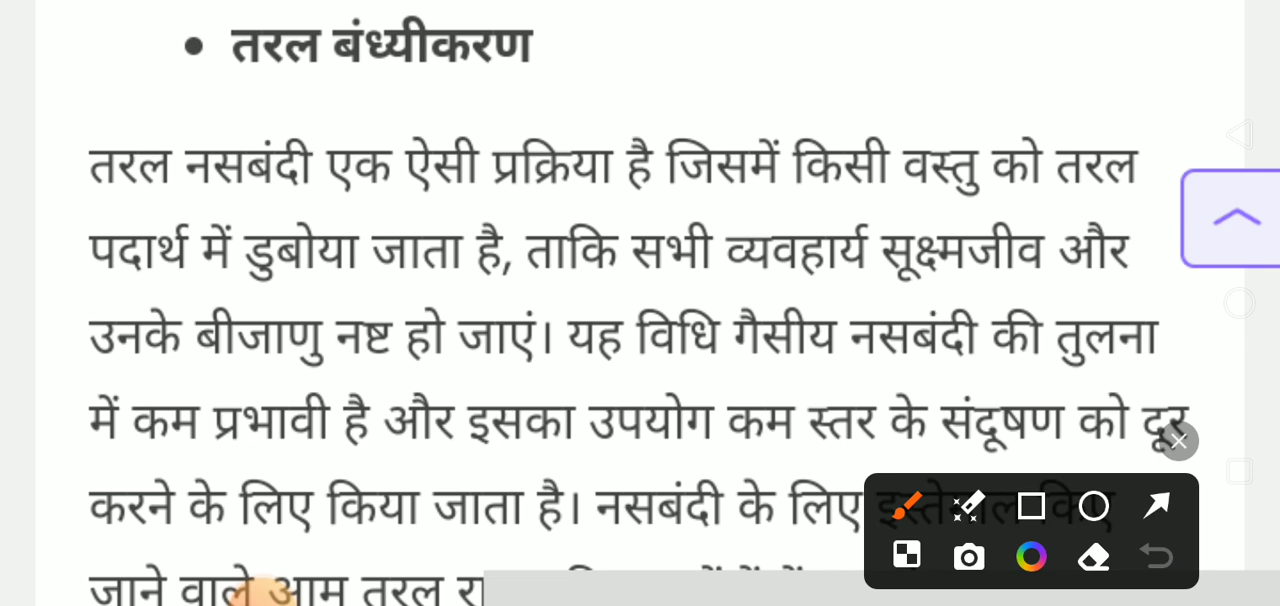 तरल बंध्यीकरण
तरल नसबंदी एक ऐसी प्रक्रिया है जिसमें किसी वस्तु को तरल
पदार्थ में डुबोया जाता है, ताकि सभी व्यवहार्य सूक्ष्मजीव और
उनके बीजाणु नष्ट हो जाएं। यह विधि गैसीय नसबंदी की तुलना
में कम प्रभावी है और इसका उपयोग कम स्तर के संदूषण को दूर
करने के लिए किया जाता है। नसबंदी के लिए इस्तेमाल किए
जाने वाले आम तरल